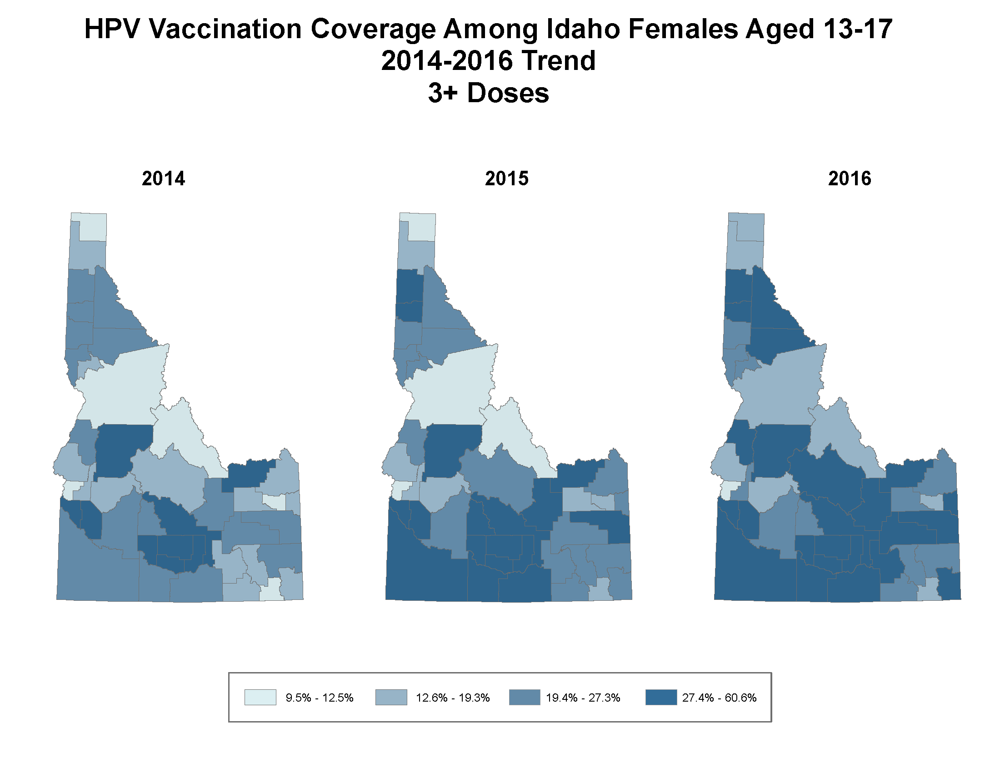 HPV Vaccination Coverage Among Idaho Females Aged 13-17
2014-2016 Trend
3+ Doses
2014
2015
2016
9.5% - 12.5%
12.6% - 19.3%
19.4% - 27.3%
27.4% - 60.6%